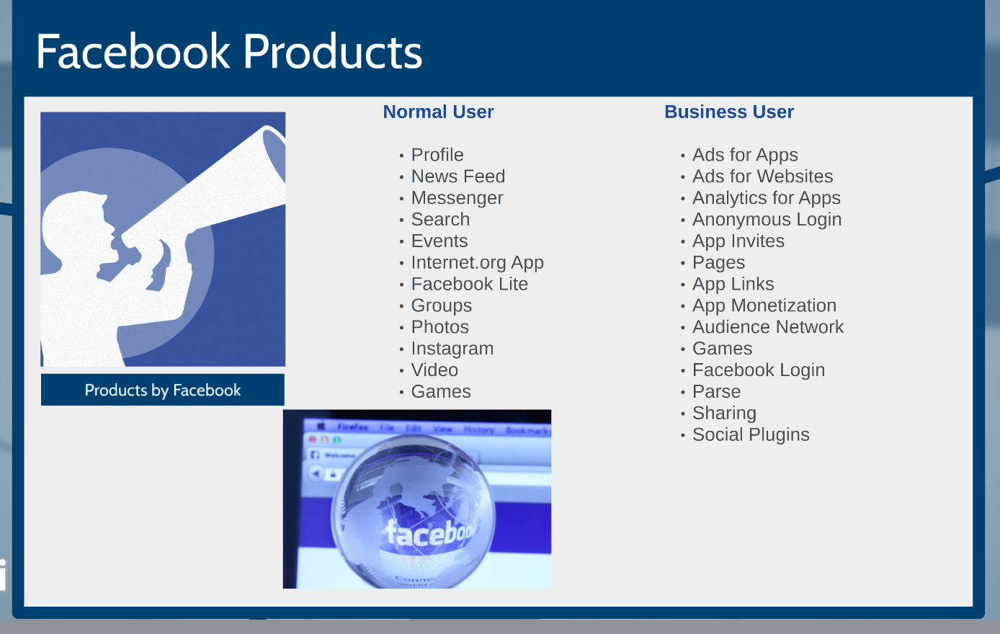 Facebook Products
Products by Facebook
Normal User
• Profile
• News Feed
• Messenger
• Search
• Events
• Internet.org App
• Facebook Lite
• Groups
• Photos
• Instagram
• Video
• Games
Business User
• Ads for Apps
• Ads for Websites
• Analytics for Apps
• Anonymous Login
• App Invites
• Pages
• App Links
• App Monetization
• Audience Network
• Games
• Facebook Login
• Parse
• Sharing
• Social Plugins
Firefox File Edit View History Bookmarks
Welcome
facebook
i